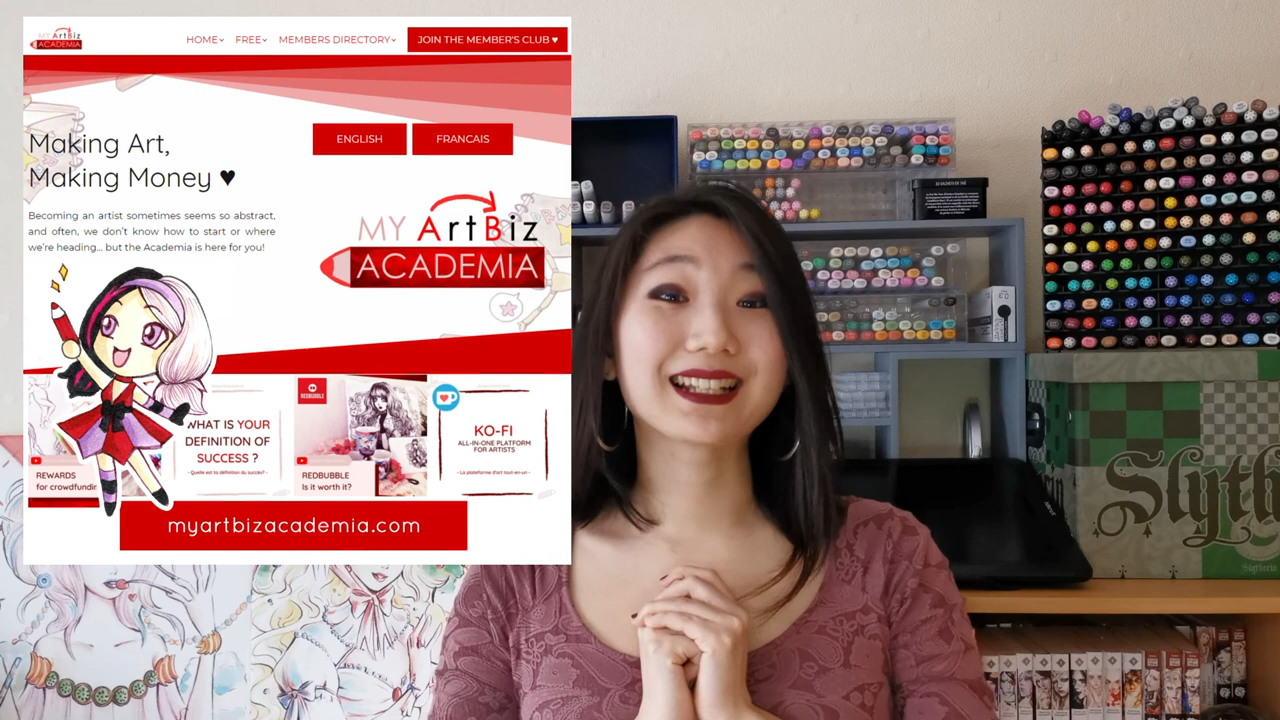 MY ArtBiz
ACADEMIA
HOME
FREE
MEMBERS DIRECTORY
JOIN THE MEMBER'S CLUB ♥
Making Art,
Making Money ♥
ENGLISH
FRANCAIS
Becoming an artist sometimes seems so abstract,
and often, we don't know how to start or where
we're heading... but the Academia is here for you!
MY ArtBiz
ACADEMIA
REWARDS
for crowdfundin
WHAT IS YOUR
DEFINITION OF
SUCCESS ?
- Quelle est ta définition du succès? -
REDBUBBLE
REDBUBBLE
Is it worth it?
KO-FI
ALL-IN-ONE PLATFORM
FOR ARTISTS
- La plateforme d'art tout-en-un -
myartbizacademia.com
Slyth